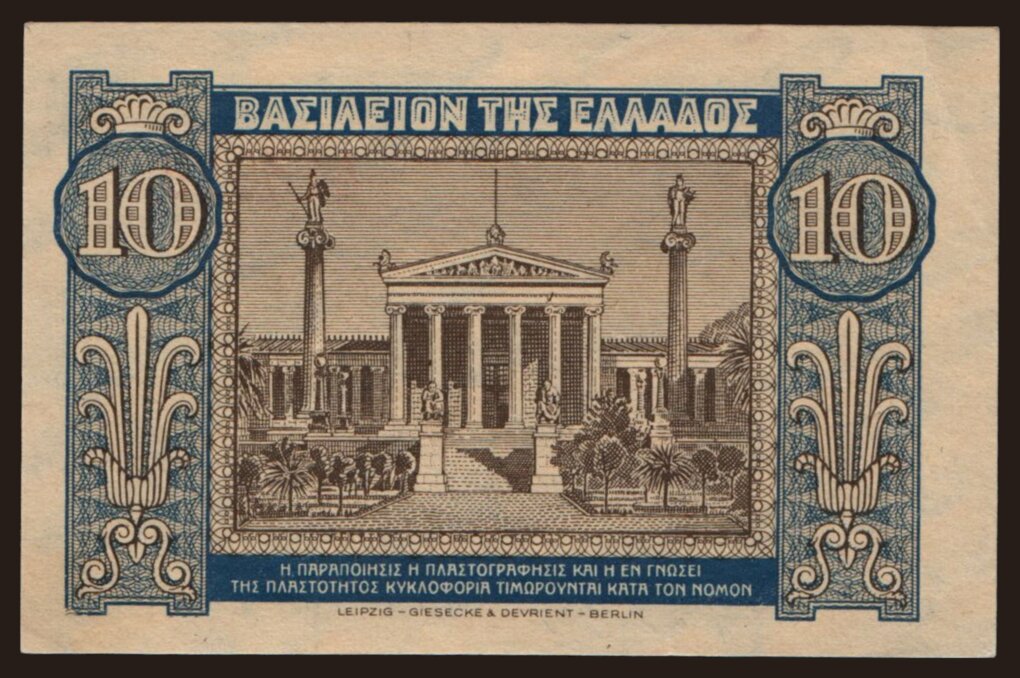 ΒΑΣΙΛΕΙΟΝ ΤΗΣ ΕΛΛΑΔΟΣ
10 10
Η ΠΑΡΑΠΟΙΗΣΙΣ Η ΠΛΑΣΤΟΓΡΑΦΗΣΙΣ ΚΑΙ Η ΕΝ ΓΝΩΣΕΙ
ΤΗΣ ΠΛΑΣΤΟΤΗΤΟΣ ΚΥΚΛΟΦΟΡΙΑ ΤΙΜΩΡΟΥΝΤΑΙ ΚΑΤΑ ΤΟΝ ΝΟΜΟΝ
LEIPZIG – GIESECKE & DEVRIENT – BERLIN